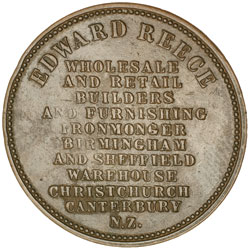 EDWARD REECE
WHOLESALE
AND RETAIL
BUILDERS
AND FURNISHING
IRONMONGER
BIRMINGHAM
AND SHEFFIELD
WAREHOUSE
CHRISTCHURCH
CANTERBURY
N.Z.